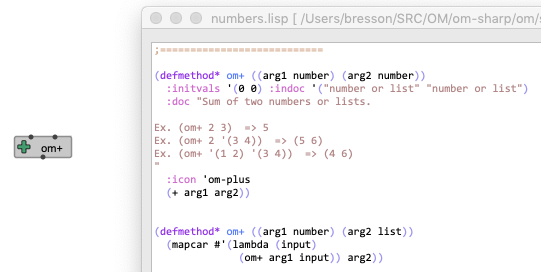 numbers.lisp [ /Users/bresson/SRC/OM/om-sharp/om/s
;===========================
(defmethod* om+ ((arg1 number) (arg2 number))
:initvals '(0 0) :indoc '("number or list" "number or list")
:doc "Sum of two numbers or lists.
Ex. (om+ 2 3)  => 5
Ex. (om+ 2 '(3 4))  => (5 6)
Ex. (om+ '(1 2) '(3 4))  => (4 6)
"
:icon 'om-plus
(+ arg1 arg2))
om+
(defmethod* om+ ((arg1 number) (arg2 list))
(mapcar #'(lambda (input)
(om+ arg1 input)) arg2))